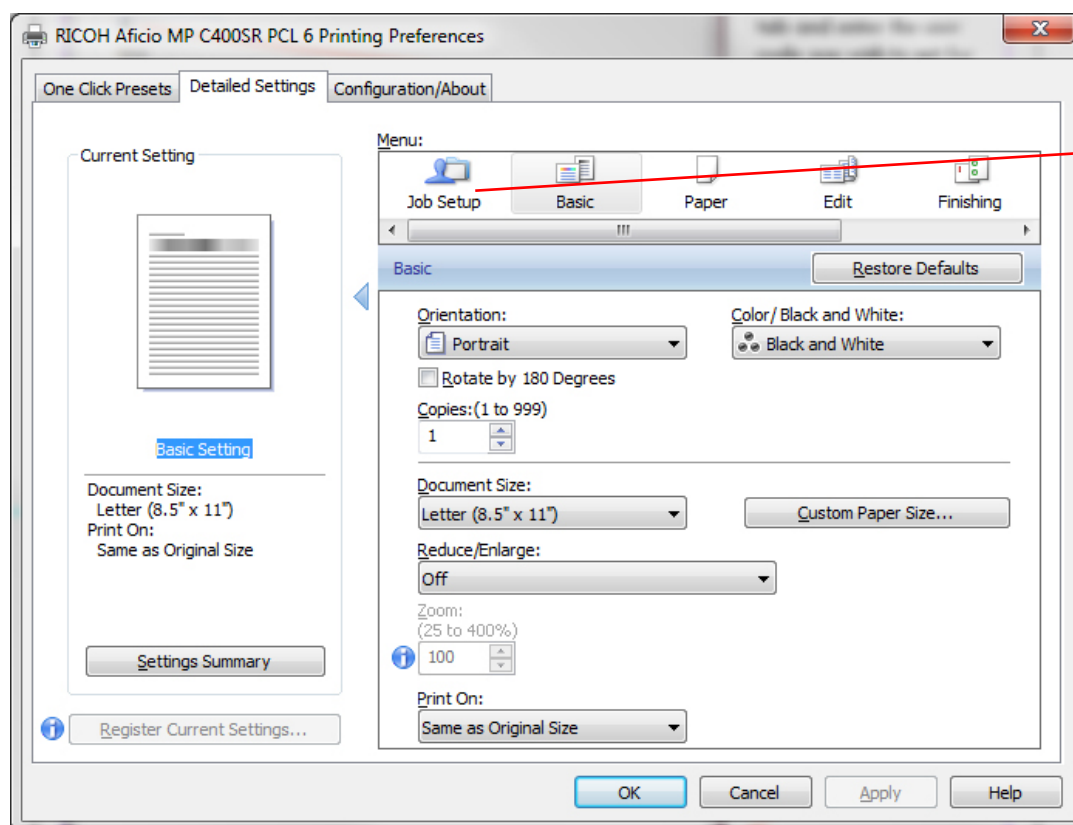 RICOH Aficio MP C400SR PCL 6 Printing Preferences
One Click Presets Detailed Settings Configuration/About
Current Setting
Basic Setting
Document Size:
Letter (8.5" x 11")
Print On:
Same as Original Size
Settings Summary
Register Current Settings...
Menu:
Job Setup Basic Paper Edit Finishing
Basic
Restore Defaults
Orientation:
Portrait
Rotate by 180 Degrees
Color/ Black and White:
Black and White
Copies:(1 to 999)
1
Document Size:
Letter (8.5" x 11")
Custom Paper Size...
Reduce/Enlarge:
Off
Zoom:
(25 to 400%)
100
Print On:
Same as Original Size
OK Cancel Apply Help